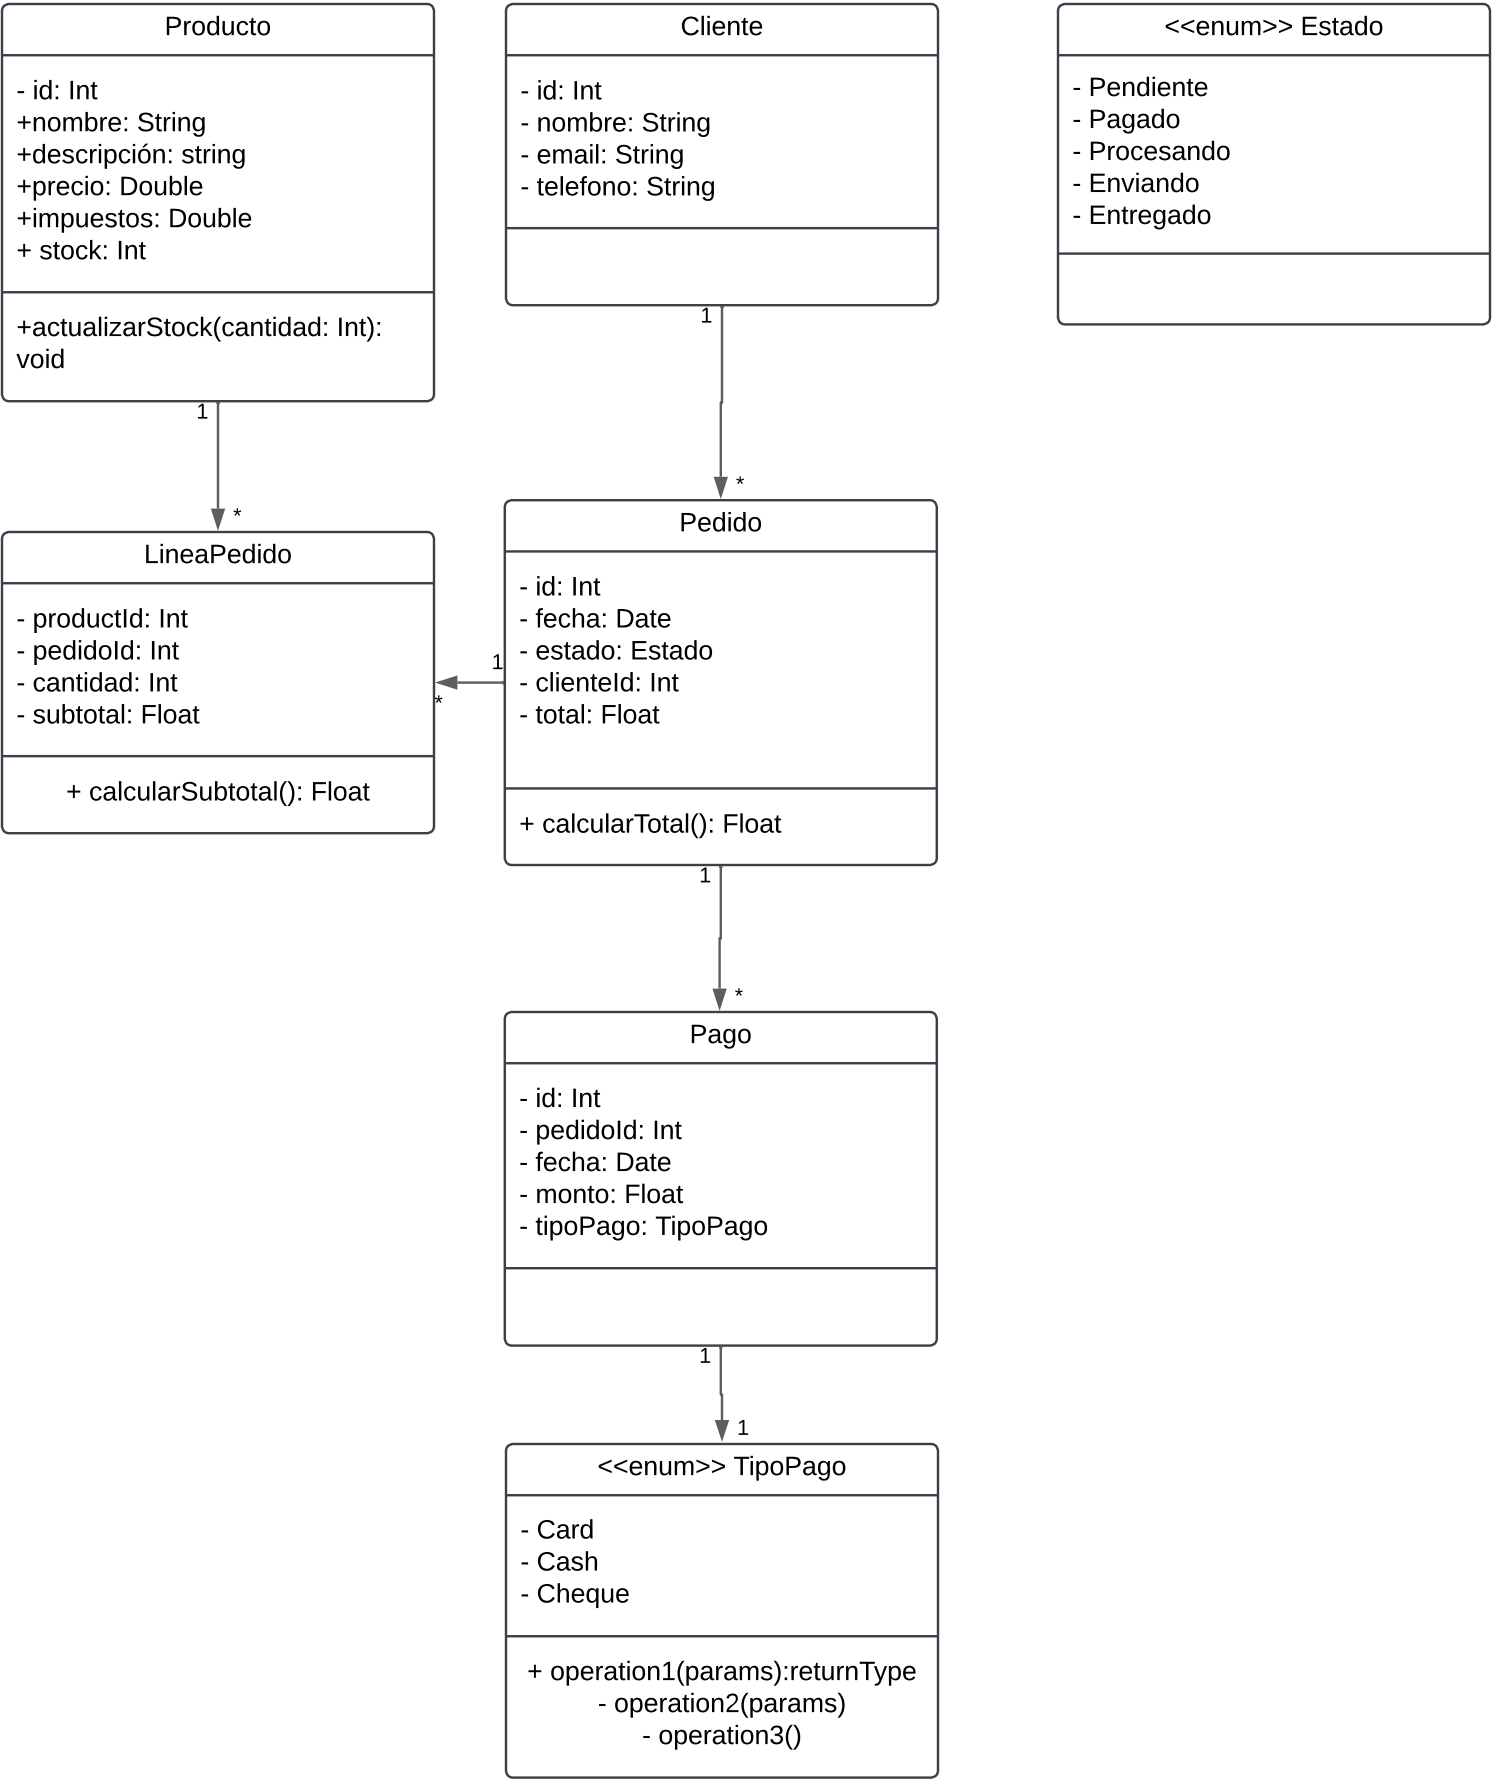 Producto
- id: Int
+nombre: String
+descripción: string
+precio: Double
+impuestos: Double
+ stock: Int
+actualizarStock(cantidad: Int):
void
1
*
Cliente
- id: Int
- nombre: String
- email: String
- telefono: String
1
*
<<enum>> Estado
- Pendiente
- Pagado
- Procesando
- Enviando
- Entregado
LineaPedido
- productId: Int
- pedidoId: Int
- cantidad: Int
- subtotal: Float
+ calcularSubtotal(): Float
1
*
Pedido
- id: Int
- fecha: Date
- estado: Estado
- clienteId: Int
- total: Float
+ calcularTotal(): Float
1
*
Pago
- id: Int
- pedidoId: Int
- fecha: Date
- monto: Float
- tipoPago: TipoPago
1
1
<<enum>> TipoPago
- Card
- Cash
- Cheque
+ operation1(params):returnType
- operation2(params)
- operation3()